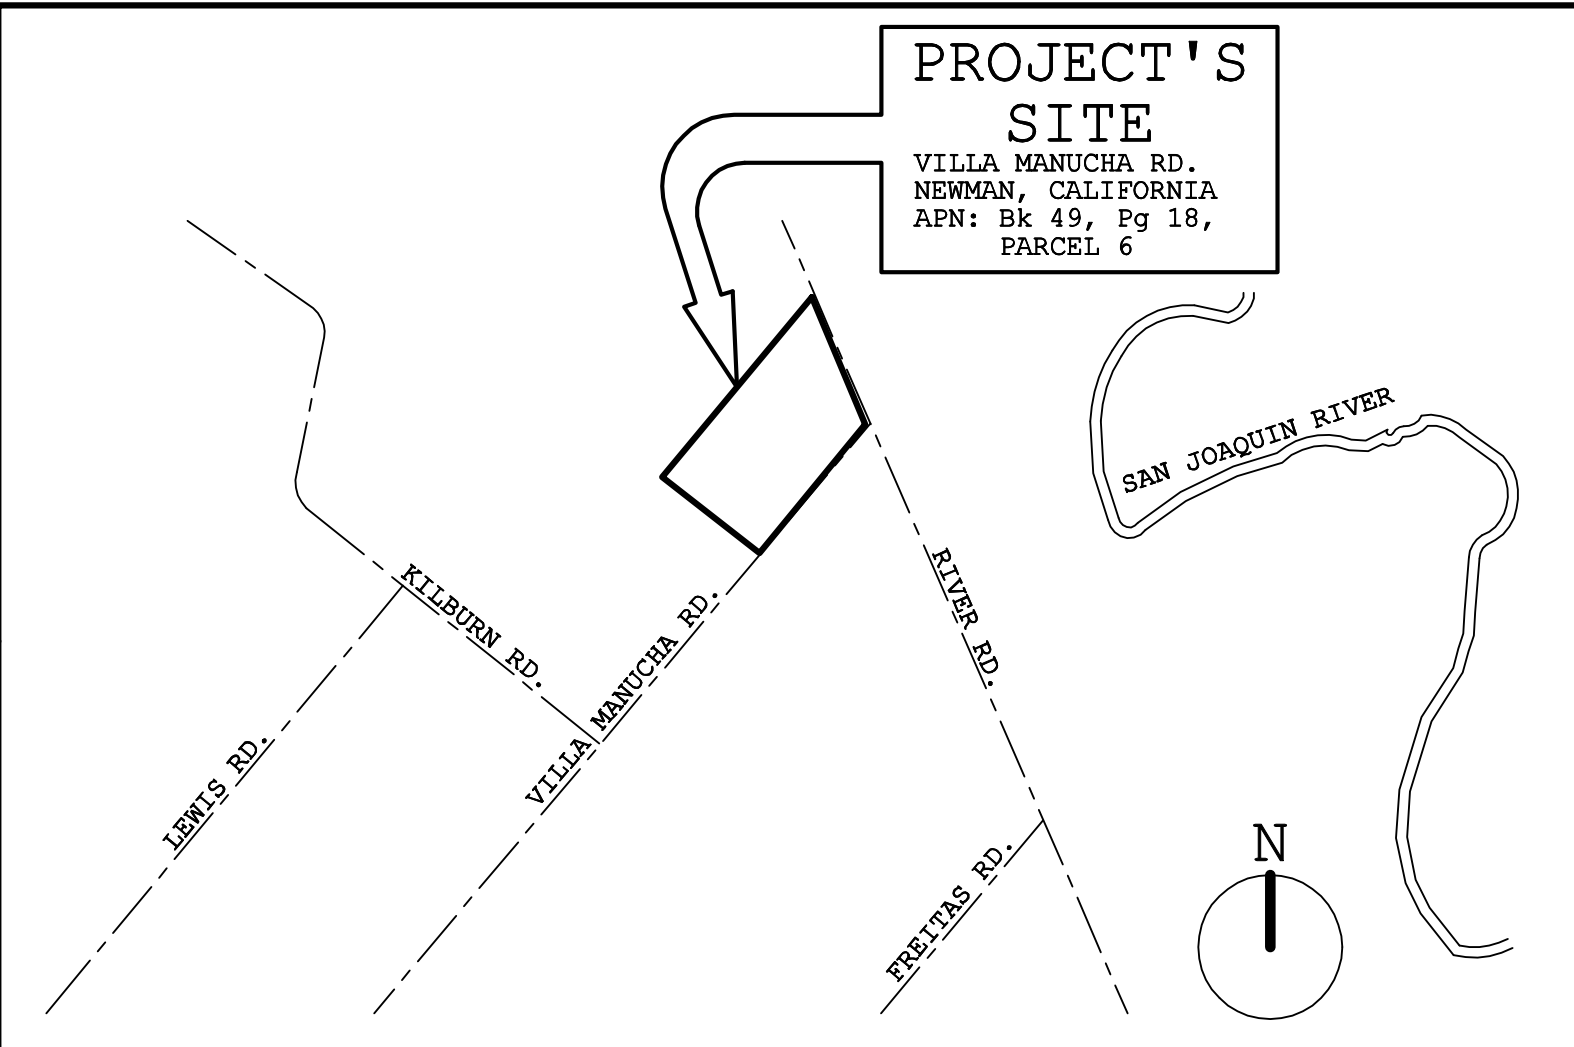 PROJECT'S
SITE
VILLA MANUCHA RD.
NEWMAN, CALIFORNIA
APN: Bk 49, Pg 18,
PARCEL 6
SAN JOAQUIN RIVER
KILBURN RD.
RIVER RD.
VILLA MANUCHA RD.
LEWIS RD.
FREITAS RD.
N